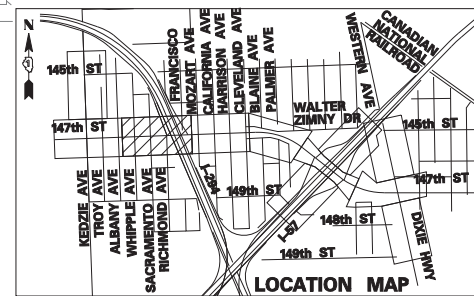 N
CANADIAN
NATIONAL
RAILROAD
WESTERN AVE
FRANCISCO
MOZART AVE
CALIFORNIA AVE
HARRISON AVE
CLEVELAND AVE
BLAINE AVE
PALMER AVE
145th ST
WALTER
ZIMNY DR
147th ST
145th ST
I-294
149th ST
147th ST
KEDZIE AVE
TROY AVE
ALBANY AVE
WHIPPLE AVE
SACRAMENTO AVE
RICHMOND AVE
I-57
148th ST
149th ST
DIXIE HWY
LOCATION MAP